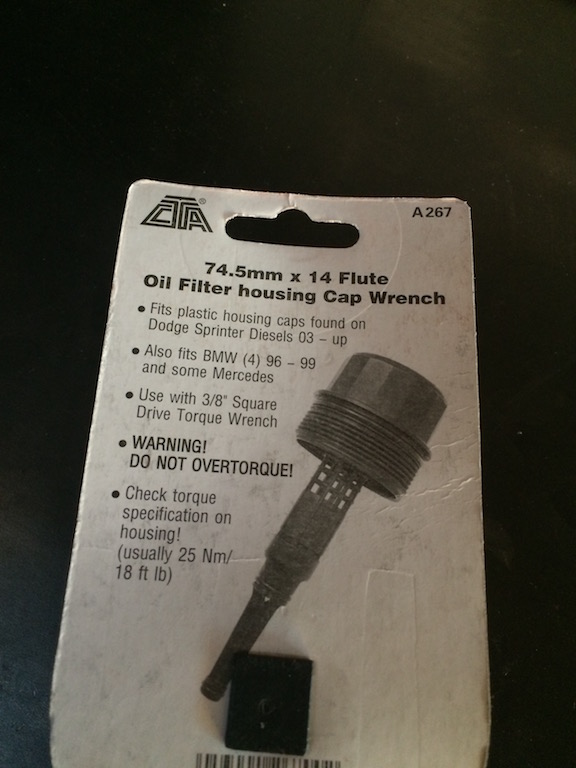 CTA®
A267
74.5mm x 14 Flute
Oil Filter housing Cap Wrench
• Fits plastic housing caps found on
Dodge Sprinter Diesels 03 – up
• Also fits BMW (4) 96 – 99
and some Mercedes
• Use with 3/8" Square
Drive Torque Wrench
• WARNING!
DO NOT OVERTORQUE!
• Check torque
specification on
housing!
(usually 25 Nm/
18 ft lb)